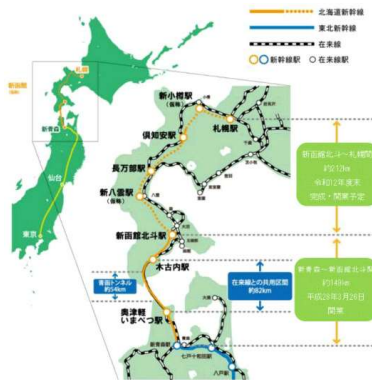 北海道新幹線
東北新幹線
在来線
新幹線駅
在来線駅
札幌
新函館
新青森
仙台
東京
新小樽駅
(仮称)
札幌駅
倶知安駅
長万部駅
新八雲駅
(仮称)
新函館北斗駅
木古内駅
奥津軽
いまべつ駅
新青森駅
七戸十和田駅
八戸駅
青函トンネル
約54km
在来線との共用区間
約82km
新函館北斗～札幌間
約212km
令和12年度末
完成・開業予定
新青森～新函館北斗間
約149km
平成28年3月26日
開業